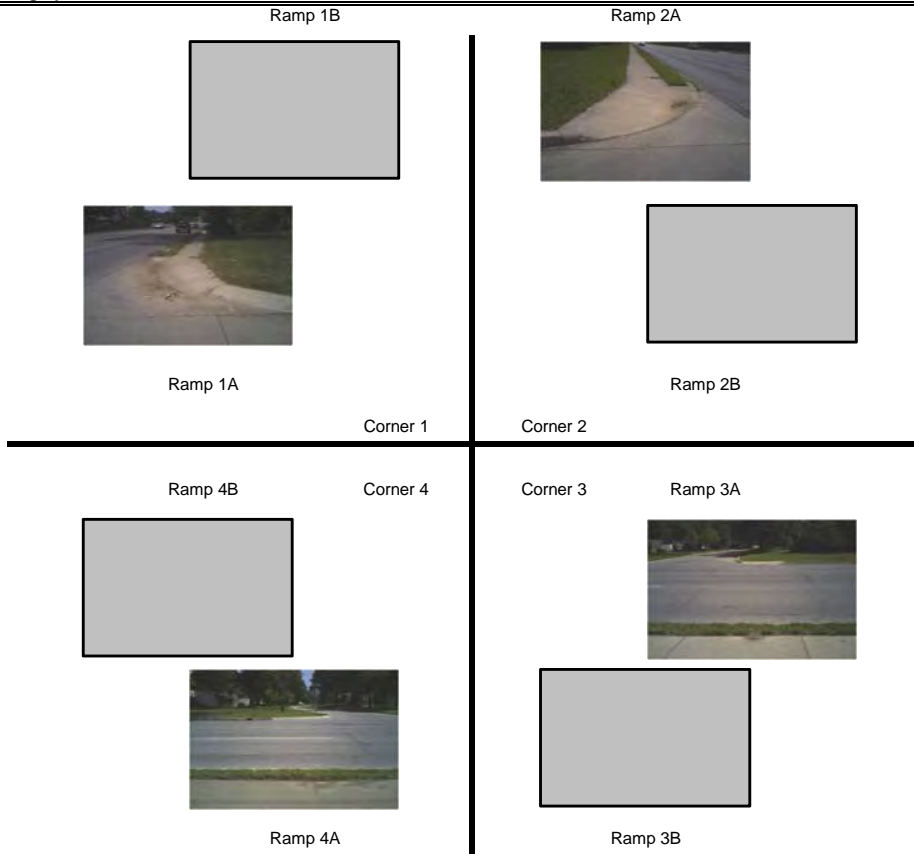 Ramp 1B
Ramp 2A
Ramp 1A
Ramp 2B
Corner 1
Corner 2
Ramp 4B
Corner 4
Corner 3
Ramp 3A
Ramp 4A
Ramp 3B